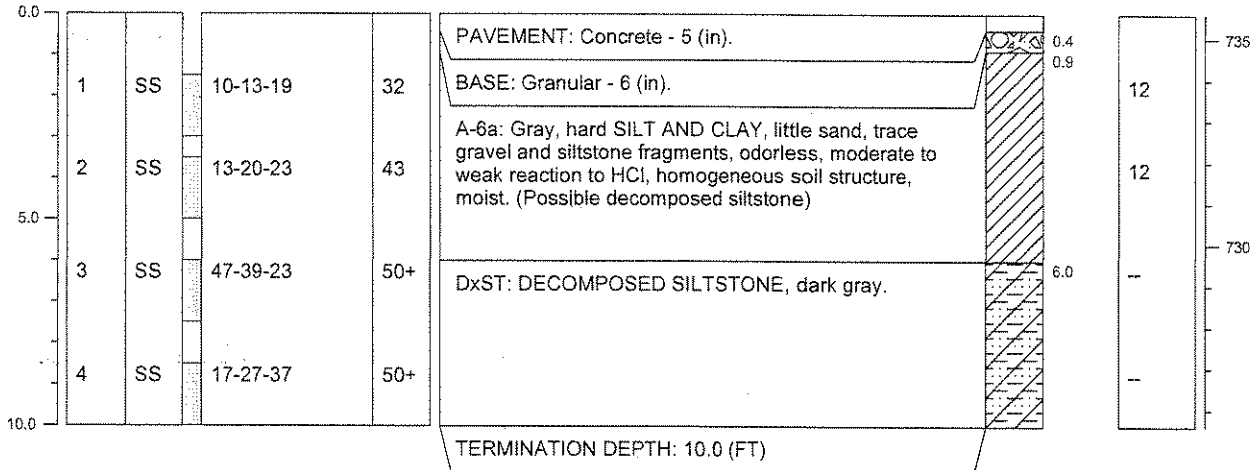 0.0
PAVEMENT: Concrete - 5 (in).
0.4
735
0.9
BASE: Granular - 6 (in).
1 SS 10-13-19 32
12
A-6a: Gray, hard SILT AND CLAY, little sand, trace
gravel and siltstone fragments, odorless, moderate to
weak reaction to HCl, homogeneous soil structure,
moist. (Possible decomposed siltstone)
2 SS 13-20-23 43
12
5.0
730
3 SS 47-39-23 50+
DxST: DECOMPOSED SILTSTONE, dark gray.
6.0
--
4 SS 17-27-37 50+
--
10.0
TERMINATION DEPTH: 10.0 (FT)